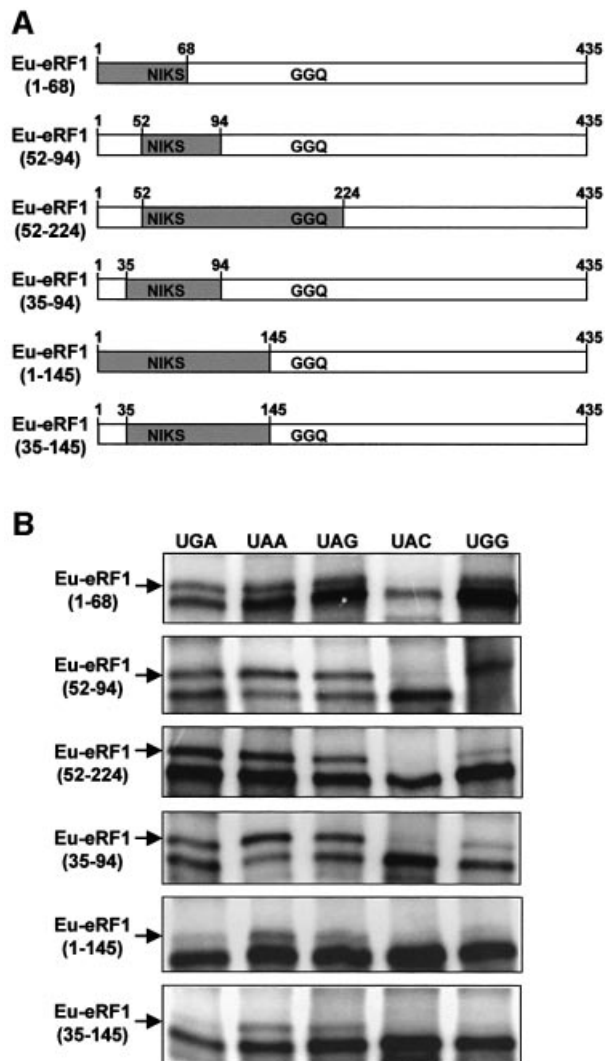 A
1 68 435
Eu-eRF1 NIKS GGQ
(1-68)
1 52 94 435
Eu-eRF1 NIKS GGQ
(52-94)
1 52 224 435
Eu-eRF1 NIKS GGQ
(52-224)
1 35 94 435
Eu-eRF1 NIKS GGQ
(35-94)
1 145 435
Eu-eRF1 NIKS GGQ
(1-145)
1 35 145 435
Eu-eRF1 NIKS GGQ
(35-145)
B
UGA UAA UAG UAC UGG
Eu-eRF1
(1-68)
Eu-eRF1
(52-94)
Eu-eRF1
(52-224)
Eu-eRF1
(35-94)
Eu-eRF1
(1-145)
Eu-eRF1
(35-145)